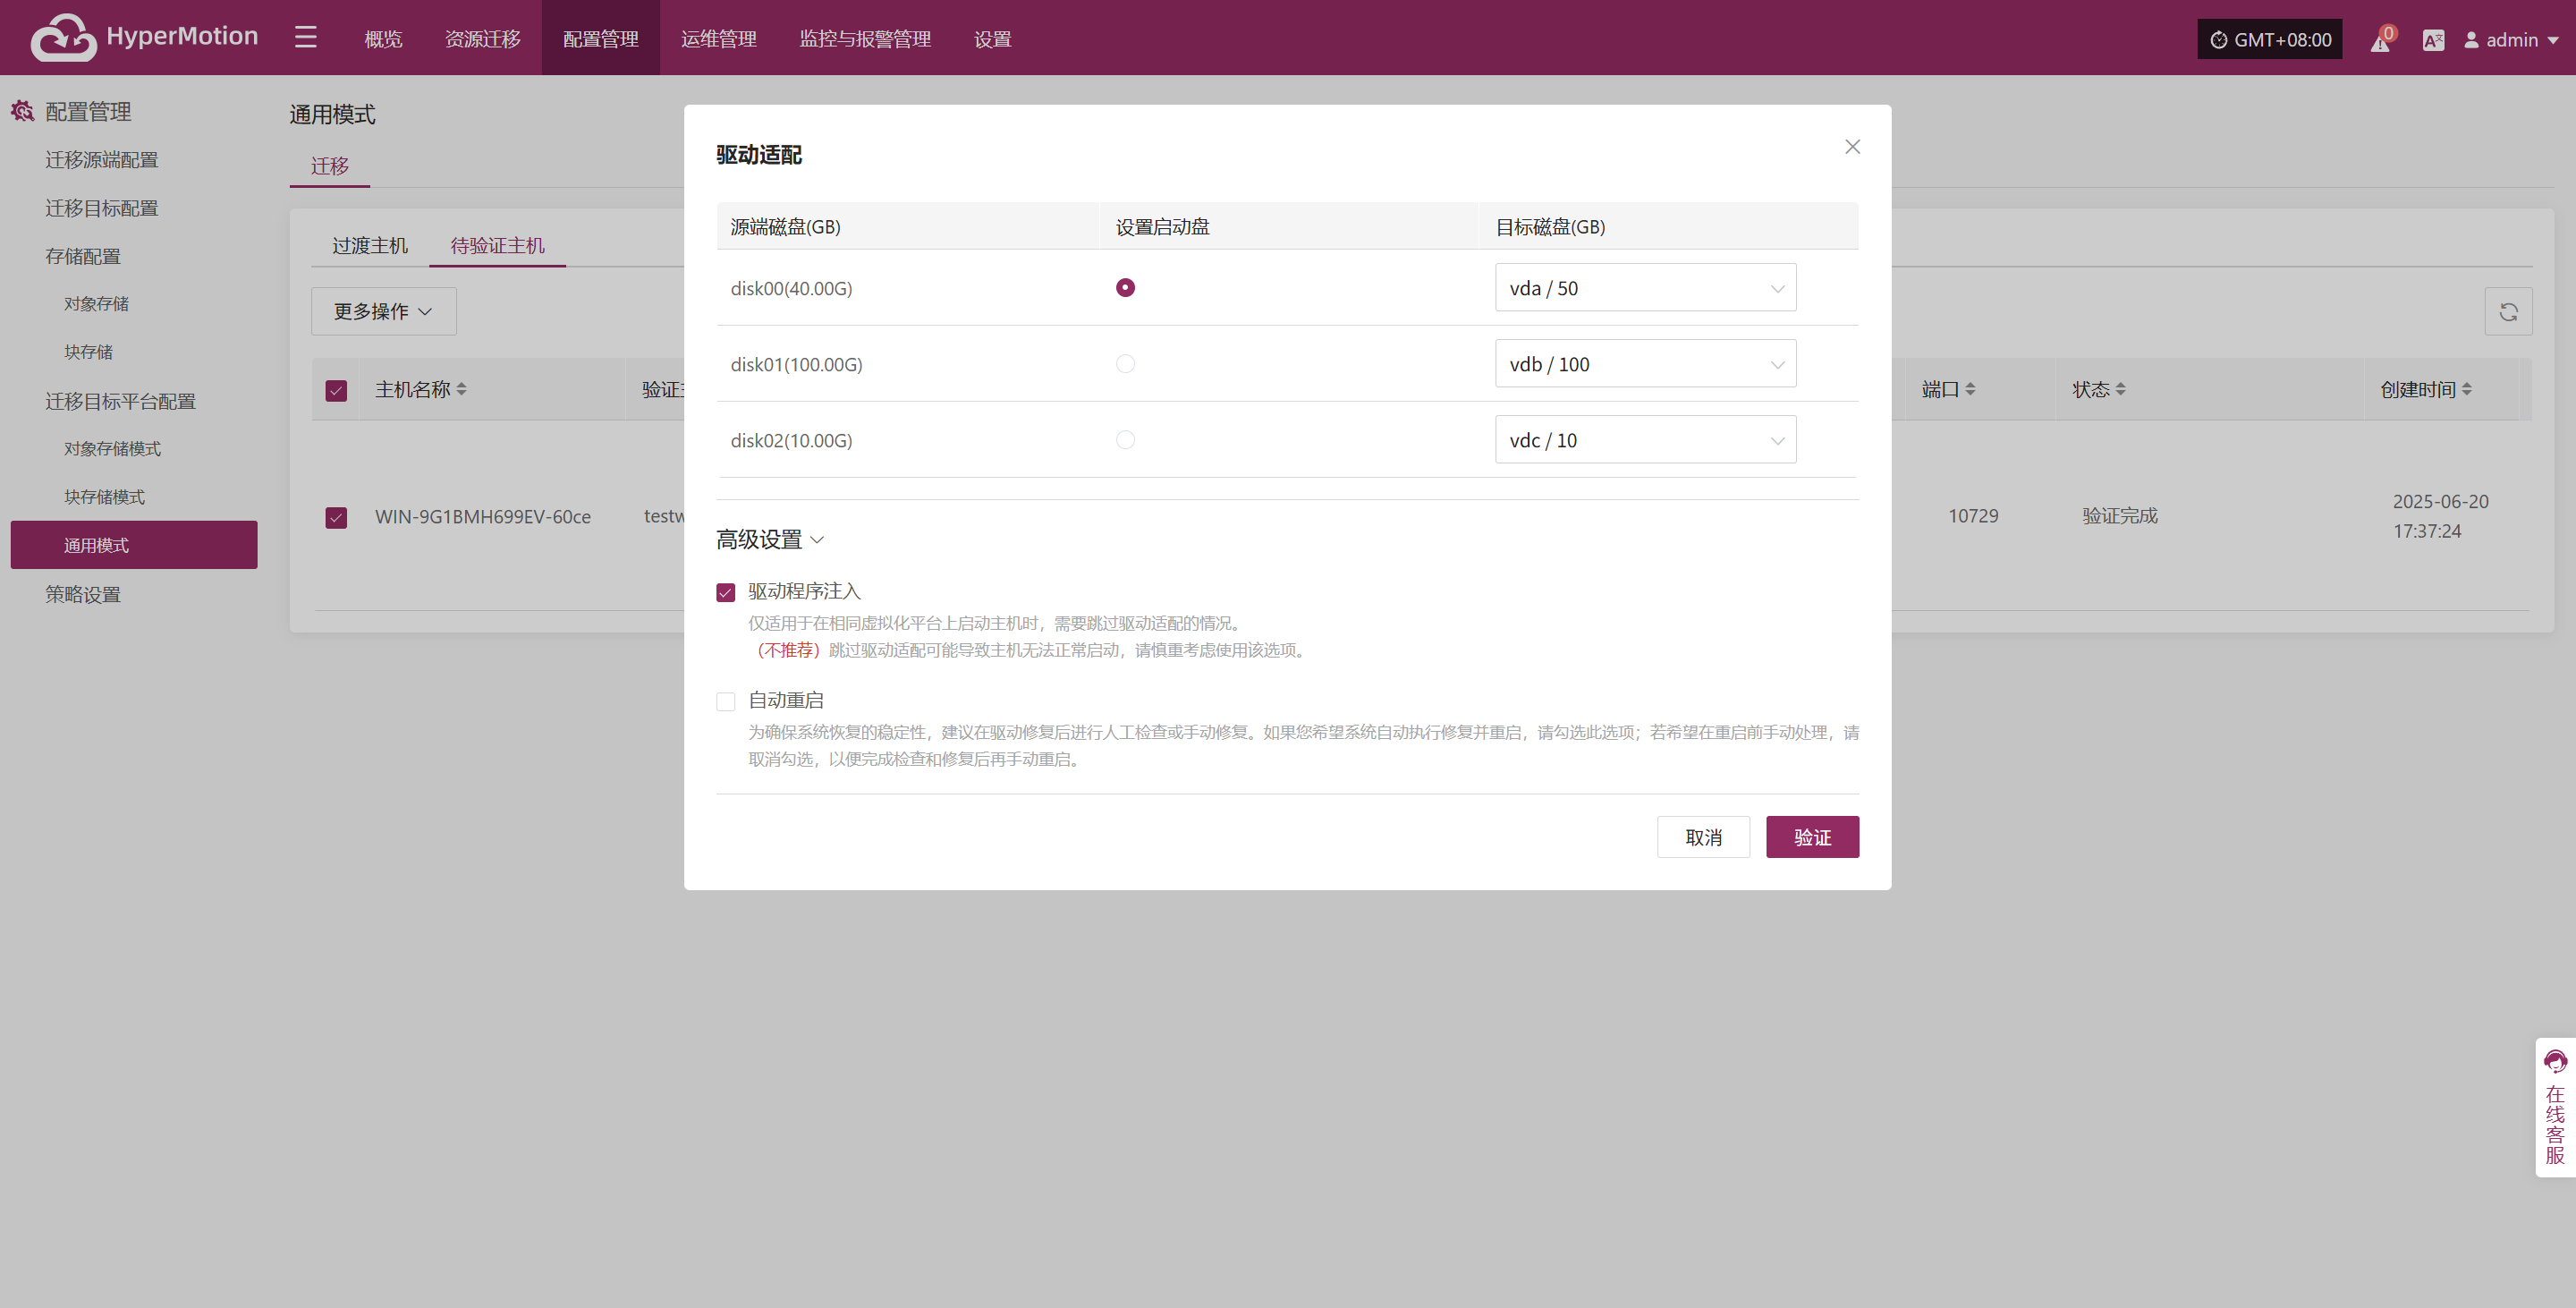 HyperMotion
概览
资源迁移
配置管理
运维管理
监控与报警管理
设置
GMT+08:00
0
admin
配置管理
迁移源端配置
迁移目标配置
存储配置
对象存储
块存储
迁移目标平台配置
对象存储模式
块存储模式
通用模式
策略设置
通用模式
迁移
过渡主机
待验证主机
更多操作
主机名称
端口
状态
创建时间
WIN-9G1BMH699EV-60ce
10729
验证完成
2025-06-20
17:37:24
驱动适配
源端磁盘(GB)
设置启动盘
目标磁盘(GB)
disk00(40.00G)
vda / 50
disk01(100.00G)
vdb / 100
disk02(10.00G)
vdc / 10
高级设置
驱动程序注入
仅适用于在相同虚拟化平台上启动主机时，需要跳过驱动适配的情况。
（不推荐）跳过驱动适配可能导致主机无法正常启动，请慎重考虑使用该选项。
自动重启
为确保系统恢复的稳定性，建议在驱动修复后进行人工检查或手动修复。如果您希望系统自动执行修复并重启，请勾选此选项；若希望在重启前手动处理，请
取消勾选，以便完成检查和修复后再手动重启。
取消
验证
在线客服